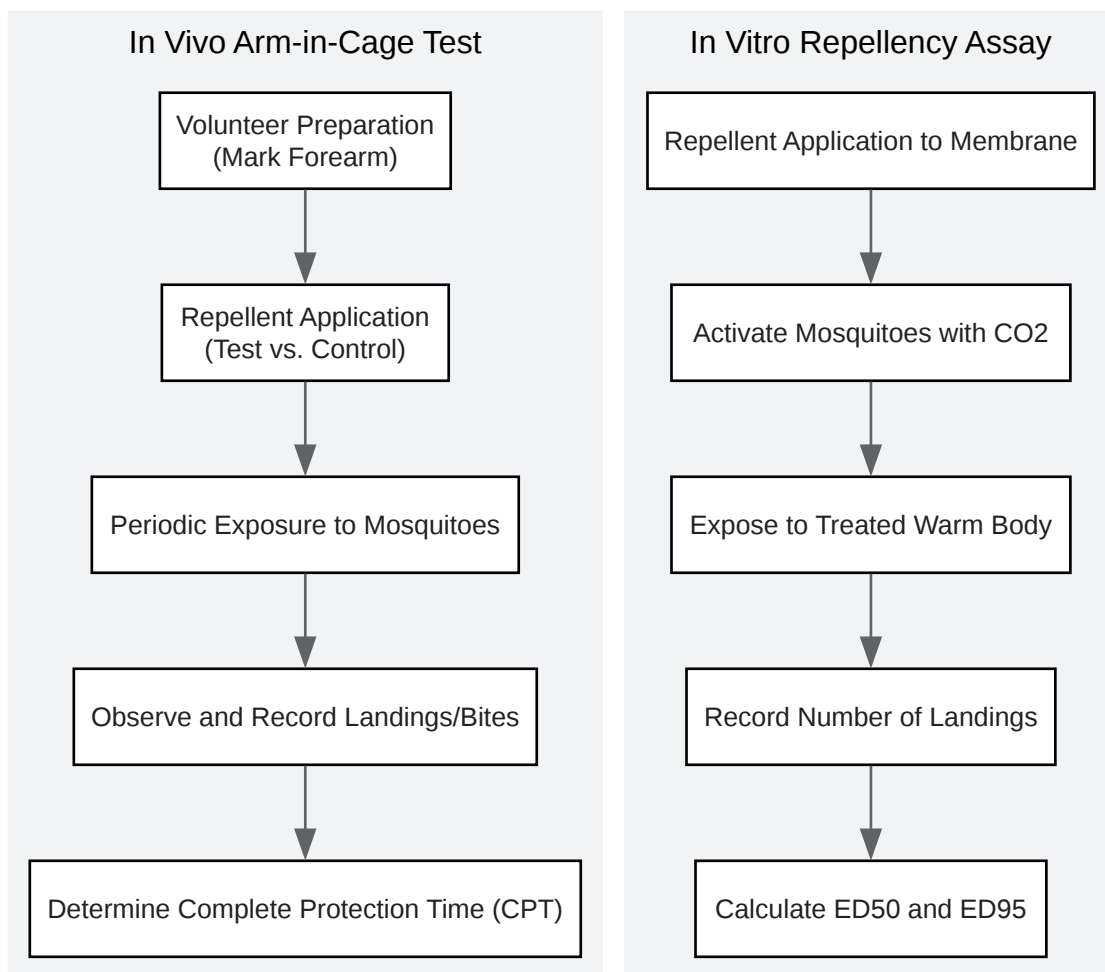 In Vivo Arm-in-Cage Test
Volunteer Preparation
(Mark Forearm)
Repellent Application
(Test vs. Control)
Periodic Exposure to Mosquitoes
Observe and Record Landings/Bites
Determine Complete Protection Time (CPT)
In Vitro Repellency Assay
Repellent Application to Membrane
Activate Mosquitoes with CO2
Expose to Treated Warm Body
Record Number of Landings
Calculate ED50 and ED95